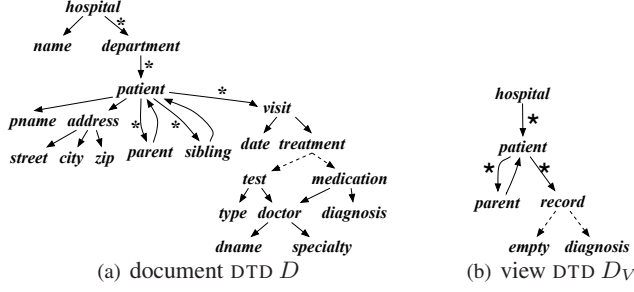 hospital
name department
patient
pname address visit
street city zip parent sibling date treatment
test medication
type doctor diagnosis
dname specialty
(a) document DTD D
hospital
patient
parent record
empty diagnosis
(b) view DTD D_V